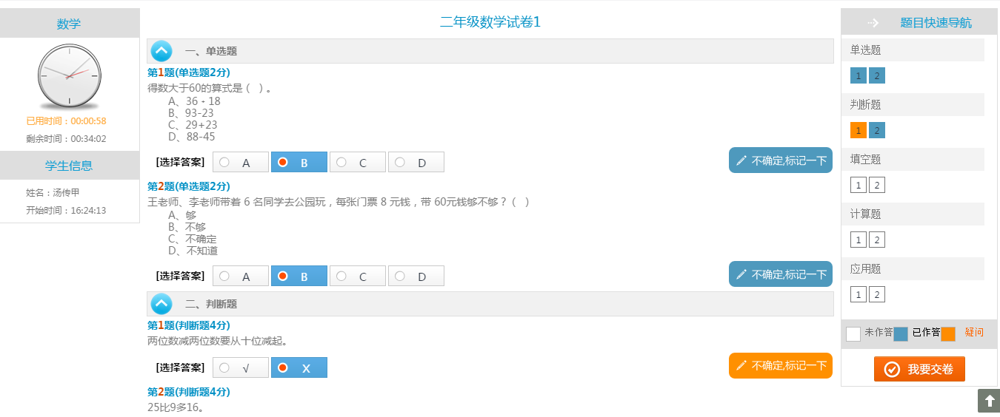 数学
已用时间：00:00:58
剩余时间：00:34:02
学生信息
姓名：汤传甲
开始时间：16:24:13
二年级数学试卷1
一、单选题
第1题(单选题2分)
得数大于60的算式是（ ）。
A、36﹢18
B、93-23
C、29+23
D、88-45
[选择答案] A B C D 不确定,标记一下
第2题(单选题2分)
王老师、李老师带着 6 名同学去公园玩，每张门票 8 元钱，带 60元钱够不够？（ ）
A、够
B、不够
C、不确定
D、不知道
[选择答案] A B C D 不确定,标记一下
二、判断题
第1题(判断题4分)
两位数减两位数要从十位减起。
[选择答案] √ X 不确定,标记一下
第2题(判断题4分)
25比9多16。
题目快速导航
单选题
1 2
判断题
1 2
填空题
1 2
计算题
1 2
应用题
1 2
未作答 已作答 疑问
我要交卷